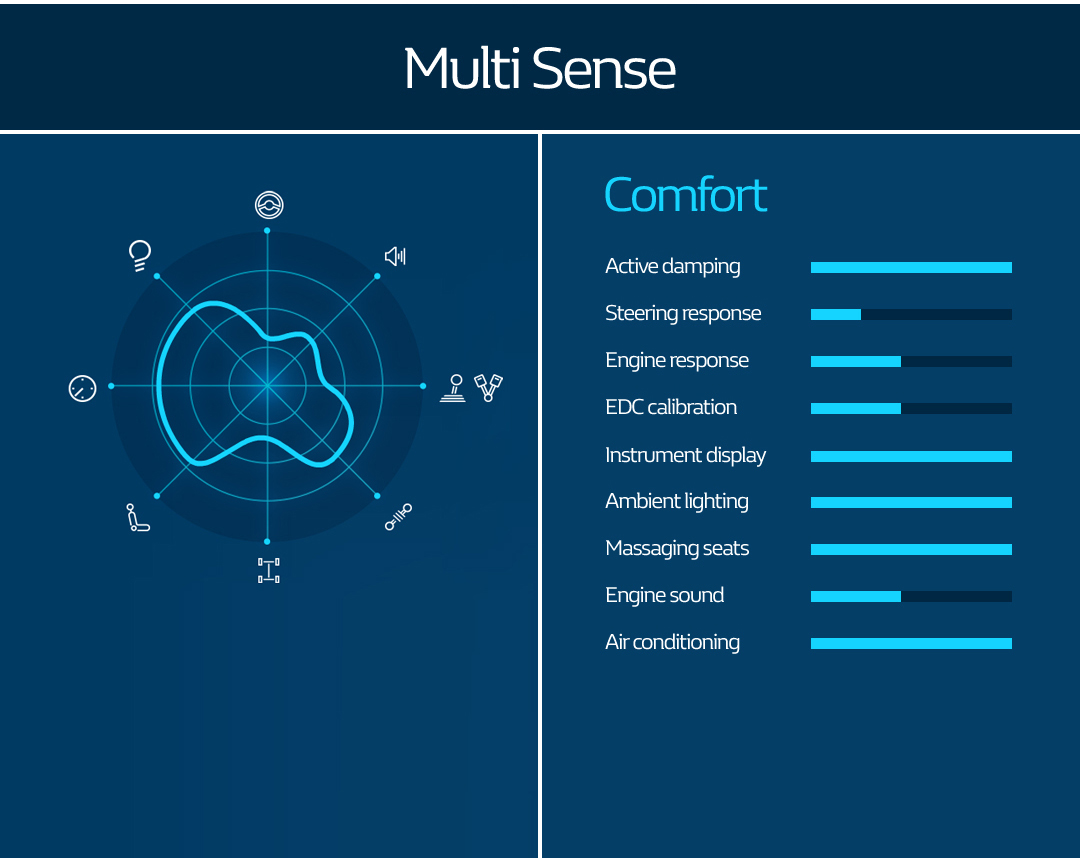 Multi Sense
Comfort
Active damping
Steering response
Engine response
EDC calibration
Instrument display
Ambient lighting
Massaging seats
Engine sound
Air conditioning